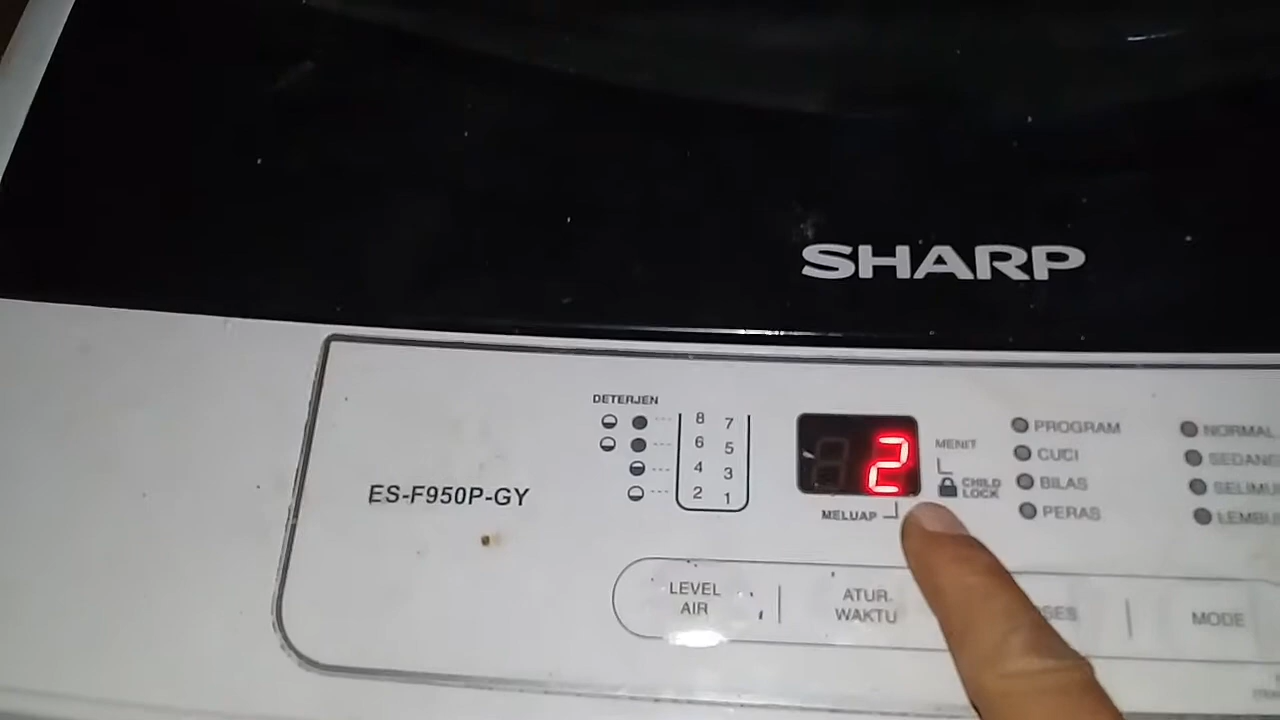 SHARP
DETERJEN
8 7
6 5
4 3
2 1
2
MENIT
CHILD
LOCK
MELUAP
PROGRAM
CUCI
BILAS
PERAS
NORMAL
ES-F950P-GY
LEVEL
AIR
ATUR
WAKTU
MODE